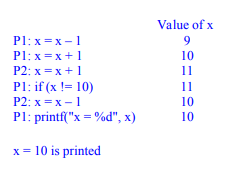 Value of x
P1: x = x – 1 9
P1: x = x + 1 10
P2: x = x + 1 11
P1: if (x != 10) 11
P2: x = x – 1 10
P1: printf("x = %d", x) 10
x = 10 is printed